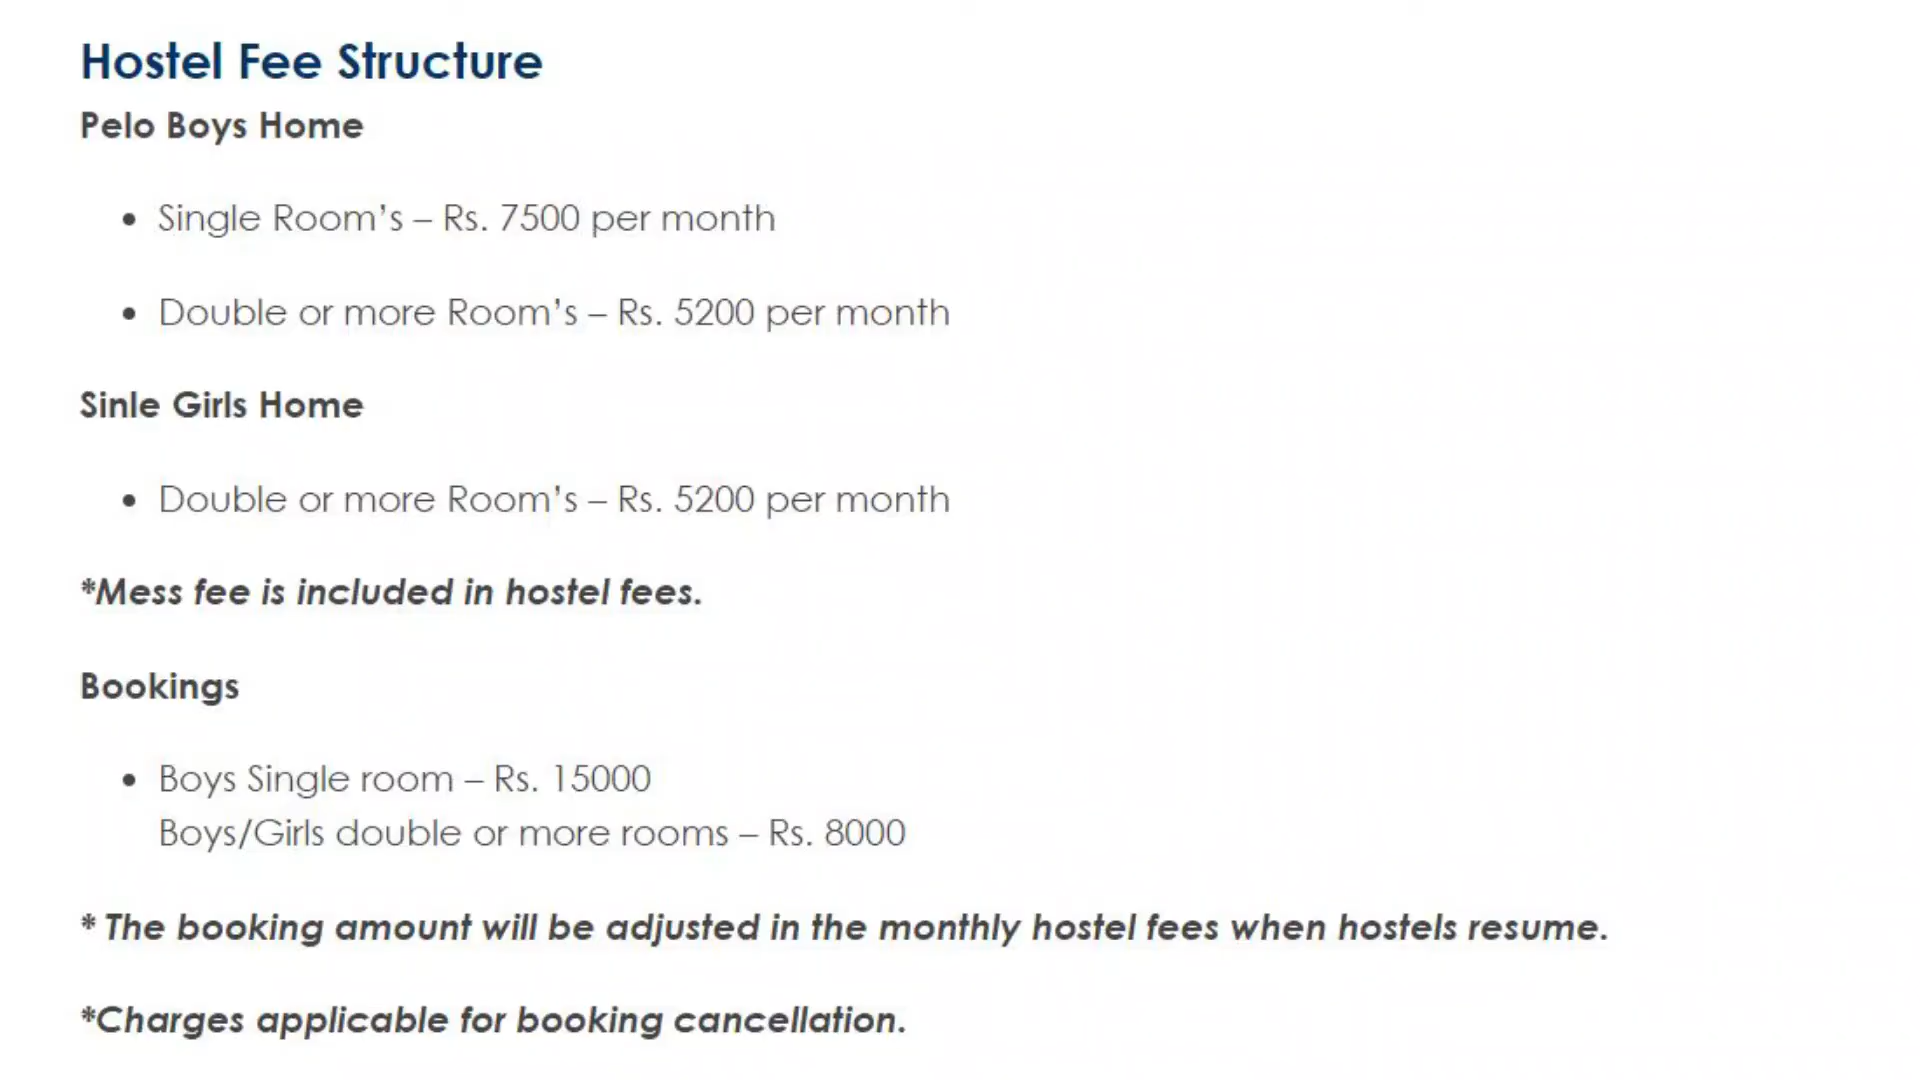 Hostel Fee Structure
Pelo Boys Home
• Single Room’s – Rs. 7500 per month
• Double or more Room’s – Rs. 5200 per month
Sinle Girls Home
• Double or more Room’s – Rs. 5200 per month
*Mess fee is included in hostel fees.
Bookings
• Boys Single room – Rs. 15000
Boys/Girls double or more rooms – Rs. 8000
* The booking amount will be adjusted in the monthly hostel fees when hostels resume.
*Charges applicable for booking cancellation.